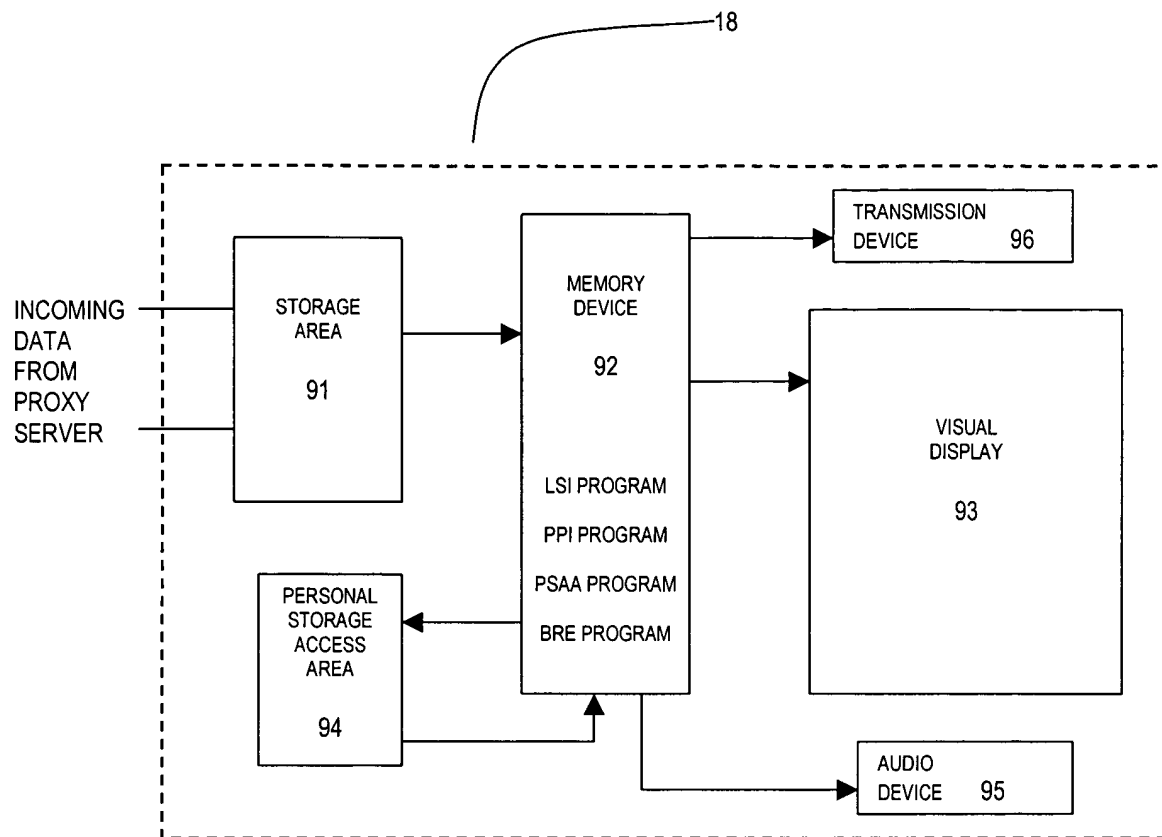 18
INCOMING
DATA
FROM
PROXY
SERVER
STORAGE
AREA
91
MEMORY
DEVICE
92
LSI PROGRAM
PPI PROGRAM
PSAA PROGRAM
BRE PROGRAM
PERSONAL
STORAGE
ACCESS
AREA
94
TRANSMISSION
DEVICE 96
VISUAL
DISPLAY
93
AUDIO
DEVICE 95